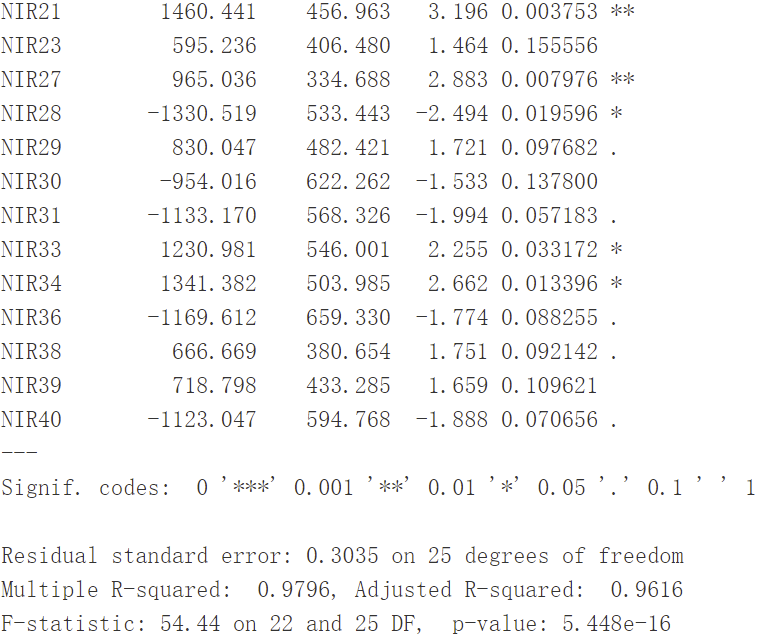 NIR21 1460.441 456.963 3.196 0.003753 **
NIR23 595.236 406.480 1.464 0.155556
NIR27 965.036 334.688 2.883 0.007976 **
NIR28 -1330.519 533.443 -2.494 0.019596 *
NIR29 830.047 482.421 1.721 0.097682 .
NIR30 -954.016 622.262 -1.533 0.137800
NIR31 -1133.170 568.326 -1.994 0.057183 .
NIR33 1230.981 546.001 2.255 0.033172 *
NIR34 1341.382 503.985 2.662 0.013396 *
NIR36 -1169.612 659.330 -1.774 0.088255 .
NIR38 666.669 380.654 1.751 0.092142 .
NIR39 718.798 433.285 1.659 0.109621
NIR40 -1123.047 594.768 -1.888 0.070656 .
---
Signif. codes: 0 '***' 0.001 '**' 0.01 '*' 0.05 '.' 0.1 ' ' 1
Residual standard error: 0.3035 on 25 degrees of freedom
Multiple R-squared: 0.9796, Adjusted R-squared: 0.9616
F-statistic: 54.44 on 22 and 25 DF, p-value: 5.448e-16